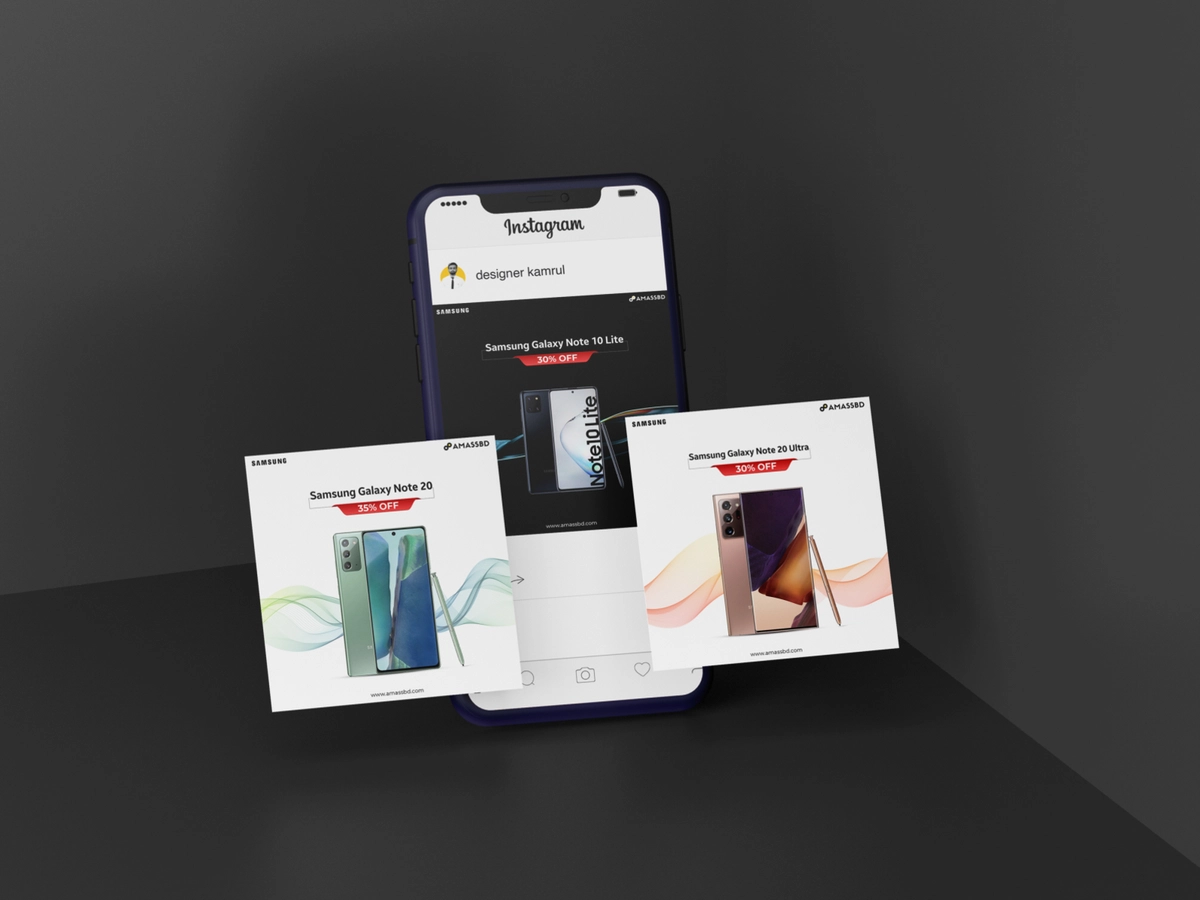 Instagram
designer kamrul
SAMSUNG
AMASSBD
Samsung Galaxy Note 10 Lite
30% OFF
Note10 Lite
www.amassbd.com
SAMSUNG
AMASSBD
Samsung Galaxy Note 20
35% OFF
www.amassbd.com
SAMSUNG
AMASSBD
Samsung Galaxy Note 20 Ultra
30% OFF
www.amassbd.com